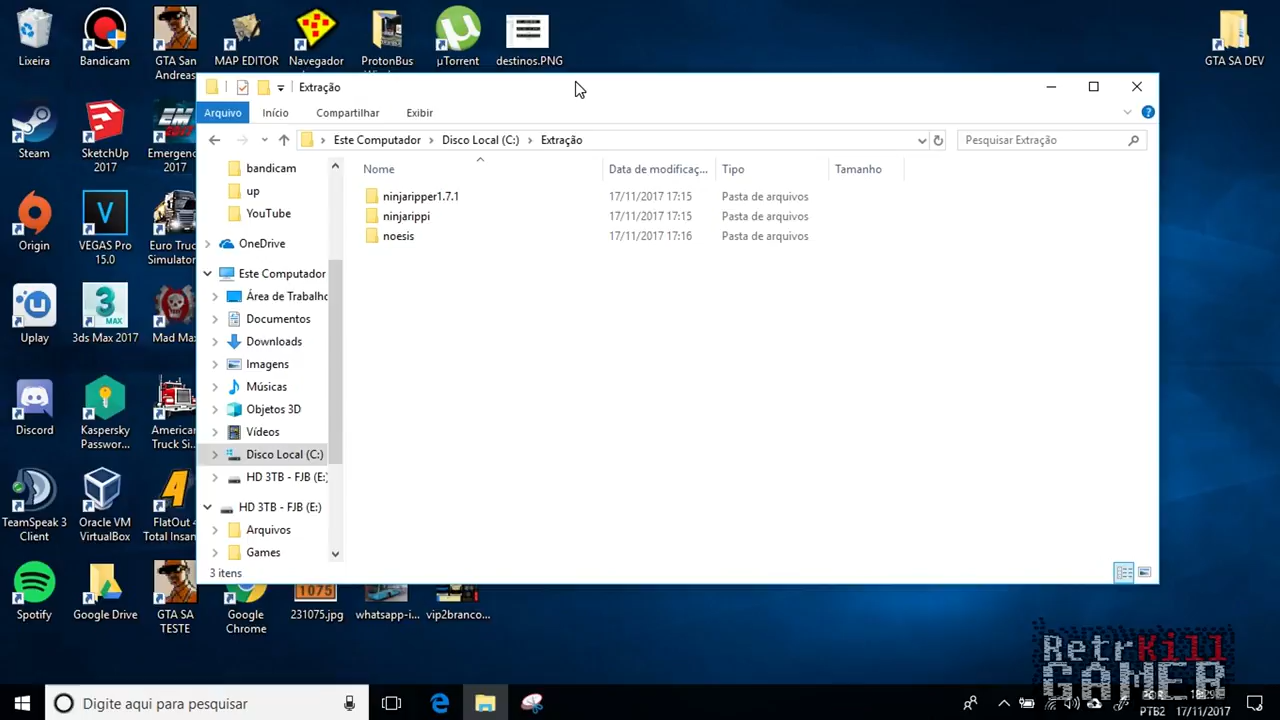 Lixeira
Bandicam
GTA San
Andreas
MAP EDITOR
Navegador
ProtonBus
µTorrent
destinos.PNG
GTA SA DEV
Extração
Arquivo
Início
Compartilhar
Exibir
Este Computador
Disco Local (C:)
Extração
Pesquisar Extração
Steam
SketchUp
2017
Emergenc
2017
Origin
VEGAS Pro
15.0
Euro Truc
Simulator
Uplay
3ds Max 2017
Mad Max
Discord
Kaspersky
Passwor...
American
Truck Si...
TeamSpeak 3
Client
Oracle VM
VirtualBox
FlatOut 4
Total Insan
Spotify
Google Drive
GTA SA
TESTE
Google
Chrome
1075
231075.jpg
whatsapp-i...
vip2branco...
bandicam
up
YouTube
OneDrive
Este Computador
Área de Trabalho
Documentos
Downloads
Imagens
Músicas
Objetos 3D
Vídeos
Disco Local (C:)
HD 3TB - FJB (E:)
HD 3TB - FJB (E:)
Arquivos
Games
Nome
Data de modificaç...
Tipo
Tamanho
ninjaripper1.7.1
17/11/2017 17:15
Pasta de arquivos
ninjarippi
17/11/2017 17:15
Pasta de arquivos
noesis
17/11/2017 17:16
Pasta de arquivos
3 itens
RetrKill
GAMER
Digite aqui para pesquisar
PTB2
17/11/2017